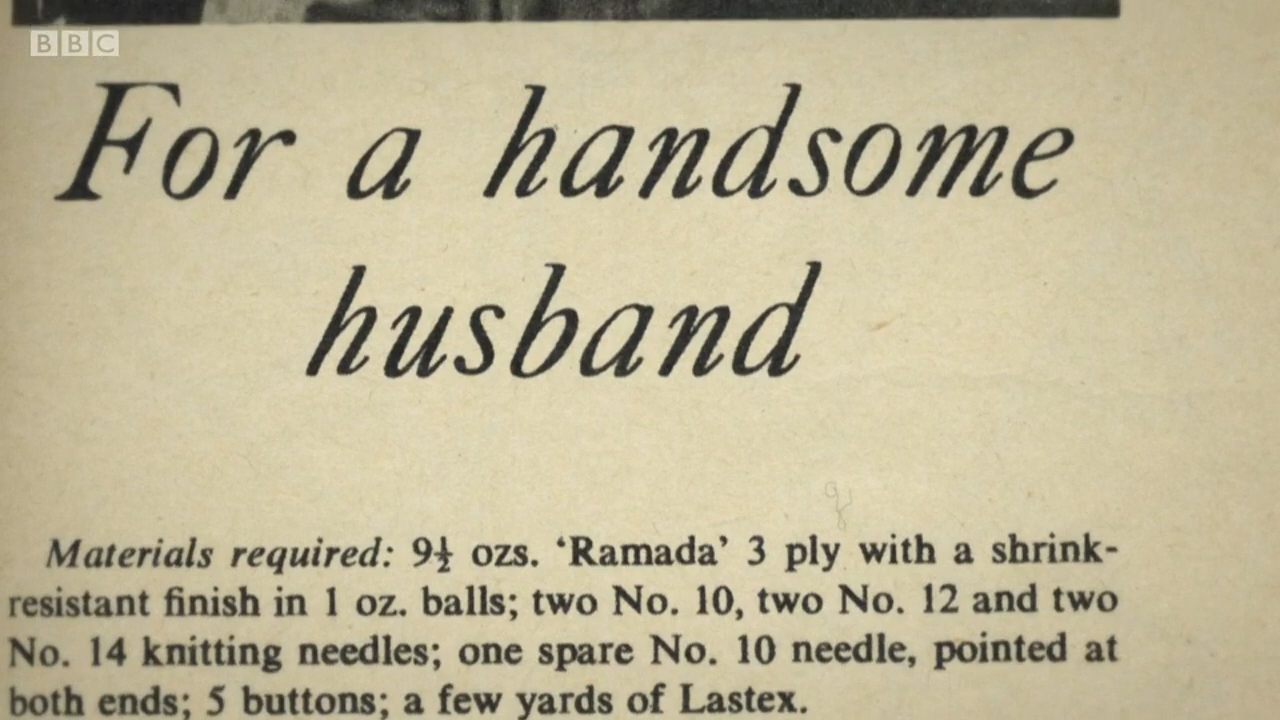 BBC
For a handsome
husband
Materials required: 9½ ozs. ‘Ramada’ 3 ply with a shrink-
resistant finish in 1 oz. balls; two No. 10, two No. 12 and two
No. 14 knitting needles; one spare No. 10 needle, pointed at
both ends; 5 buttons; a few yards of Lastex.